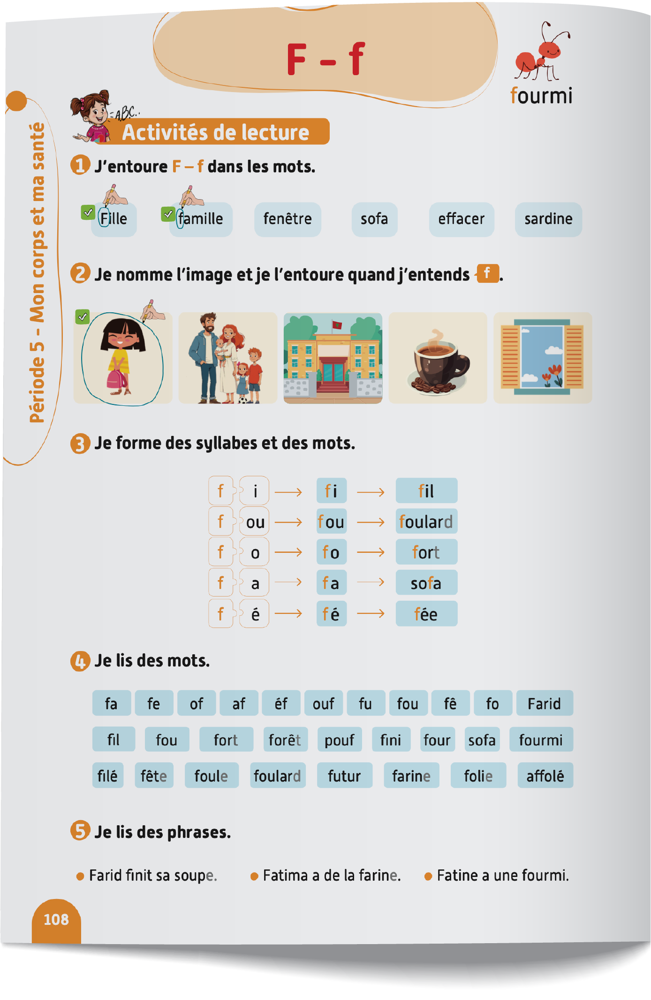 F – f
fourmi
A.B.C..
Activités de lecture
Période 5 – Mon corps et ma santé
1 J'entoure F – f dans les mots.
Fille famille fenêtre sofa effacer sardine
2 Je nomme l'image et je l'entoure quand j'entends f .
3 Je forme des syllabes et des mots.
f i fi fil
f ou fou foulard
f o fo fort
f a fa sofa
f é fé fée
4 Je lis des mots.
fa fe of af éf ouf fu fou fê fo Farid
fil fou fort forêt pouf fini four sofa fourmi
filé fête foule foulard futur farine folie affolé
5 Je lis des phrases.
• Farid finit sa soupe. • Fatima a de la farine. • Fatine a une fourmi.
108